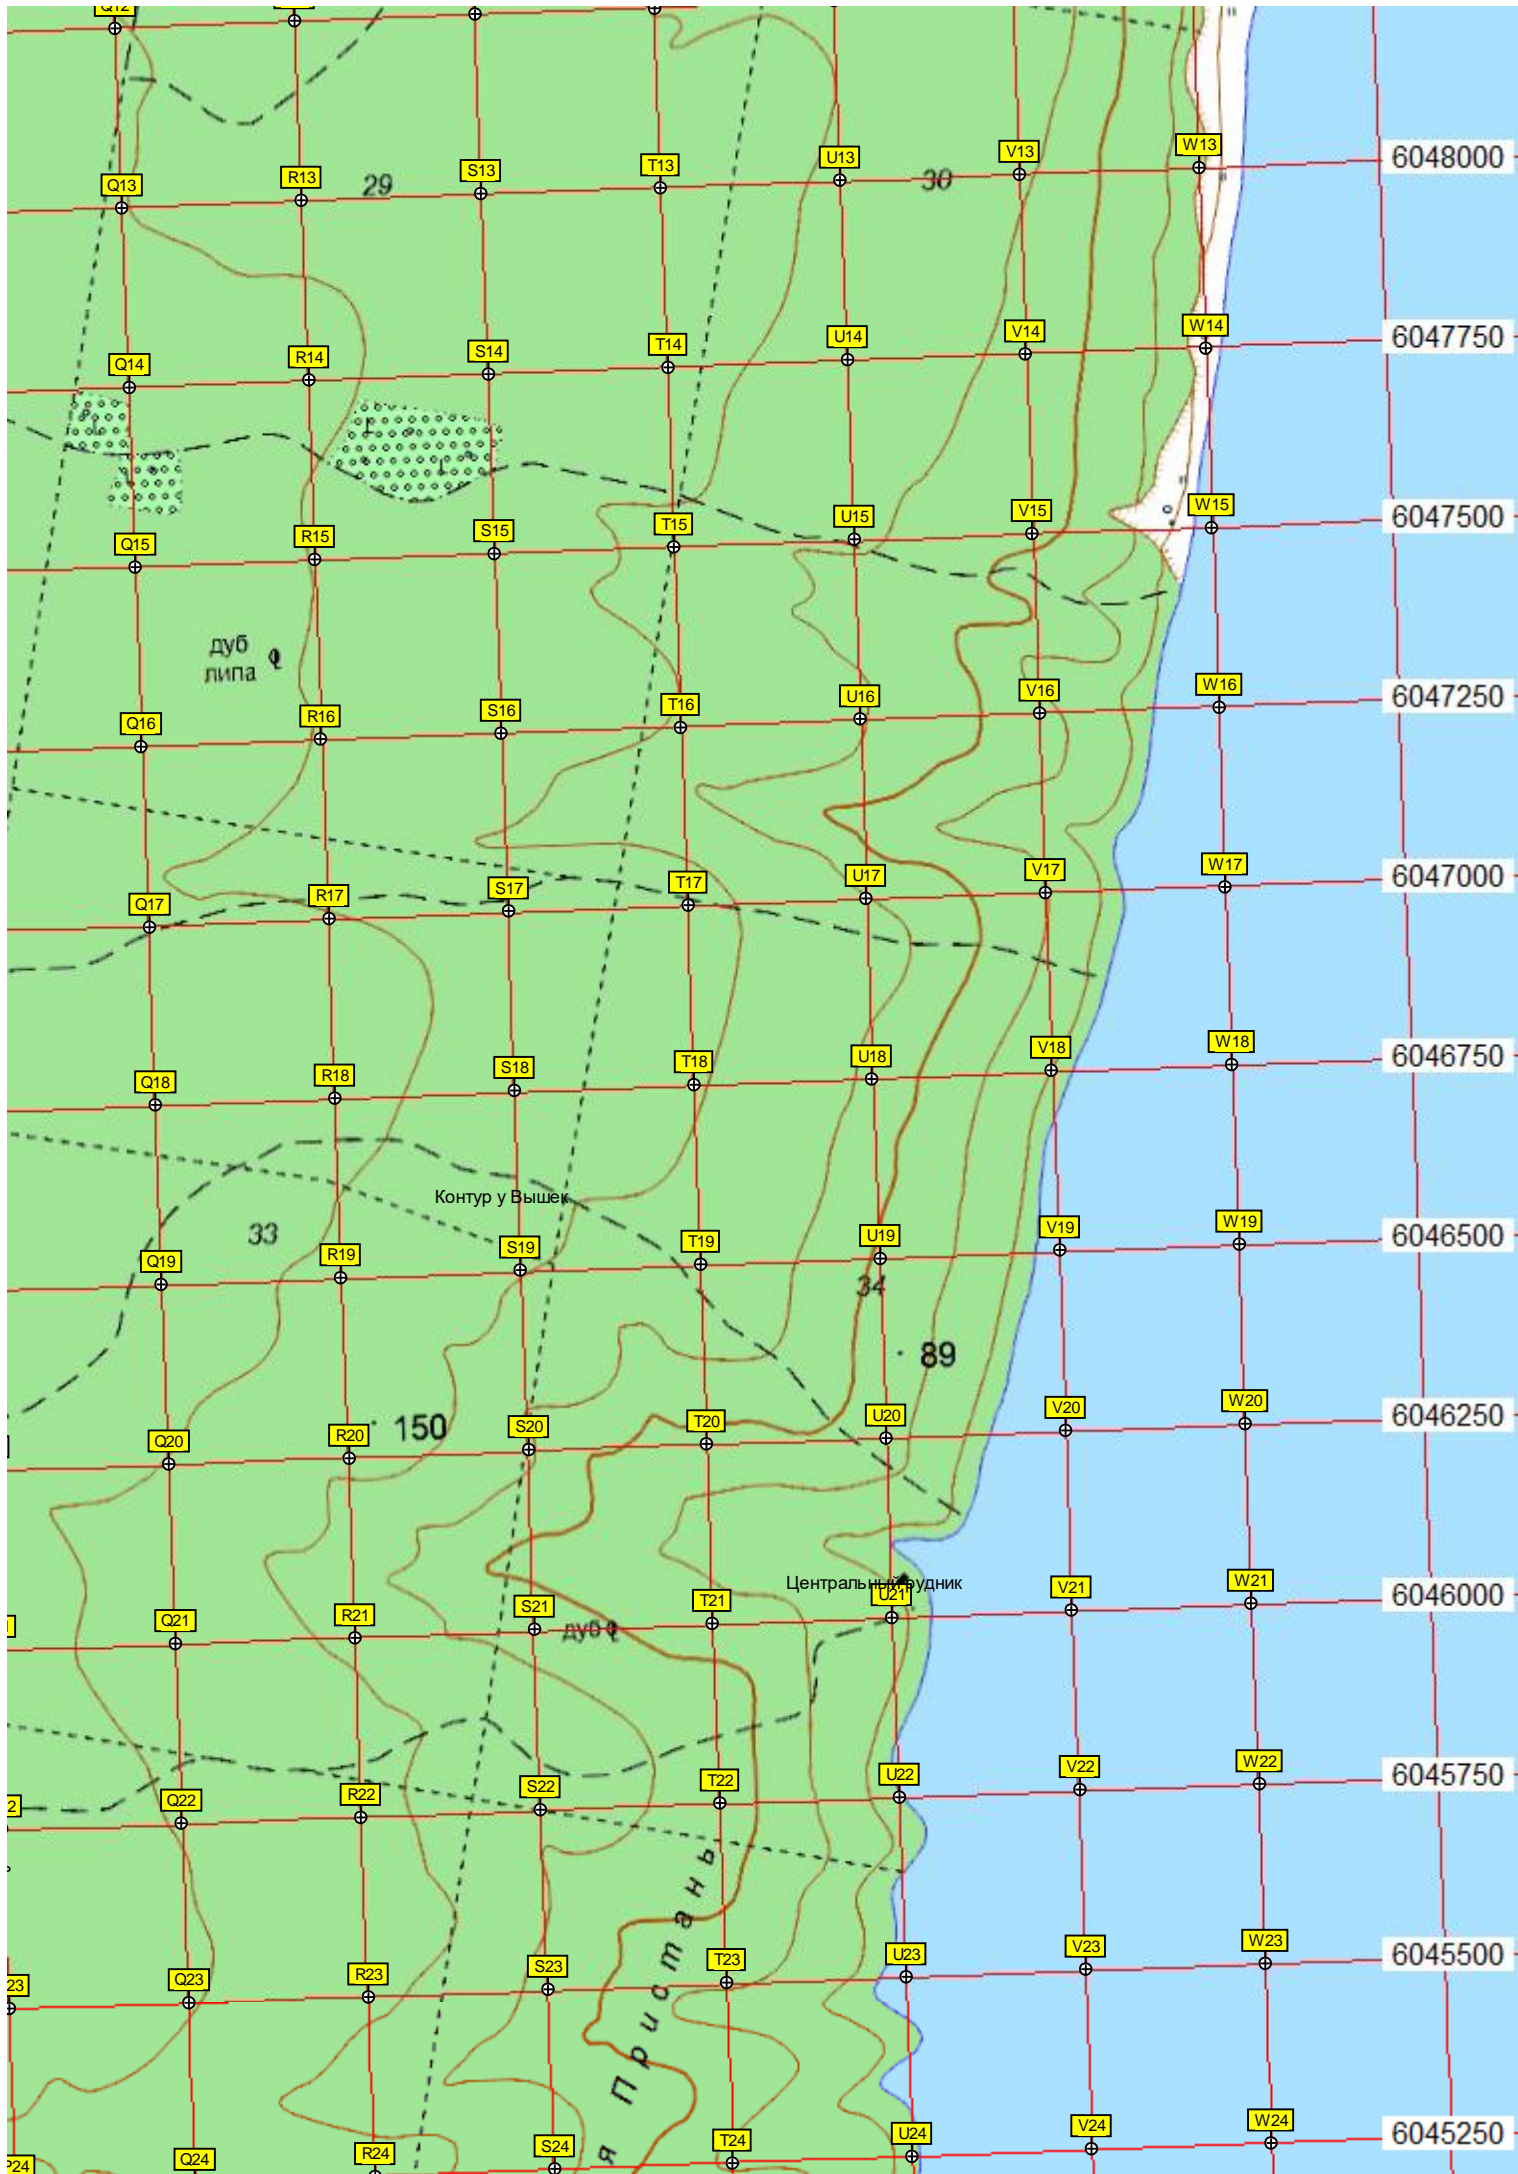 Q12
Q13 R13 S13 T13 U13 V13 W13 6048000
29 30
Q14 R14 S14 T14 U14 V14 W14 6047750
Q15 R15 S15 T15 U15 V15 W15 6047500
дуб
липа
Q16 R16 S16 T16 U16 V16 W16 6047250
Q17 R17 S17 T17 U17 V17 W17 6047000
Q18 R18 S18 T18 U18 V18 W18 6046750
Контур у Вышек
33
Q19 R19 S19 T19 U19 V19 W19 6046500
34
89
150
Q20 R20 S20 T20 U20 V20 W20 6046250
Центральный рудник
Q21 R21 S21 T21 U21 V21 W21 6046000
дуб
Q22 R22 S22 T22 U22 V22 W22 6045750
2
23 Q23 R23 S23 T23 U23 V23 W23 6045500
я Пристань
P24 Q24 R24 S24 T24 U24 V24 W24 6045250